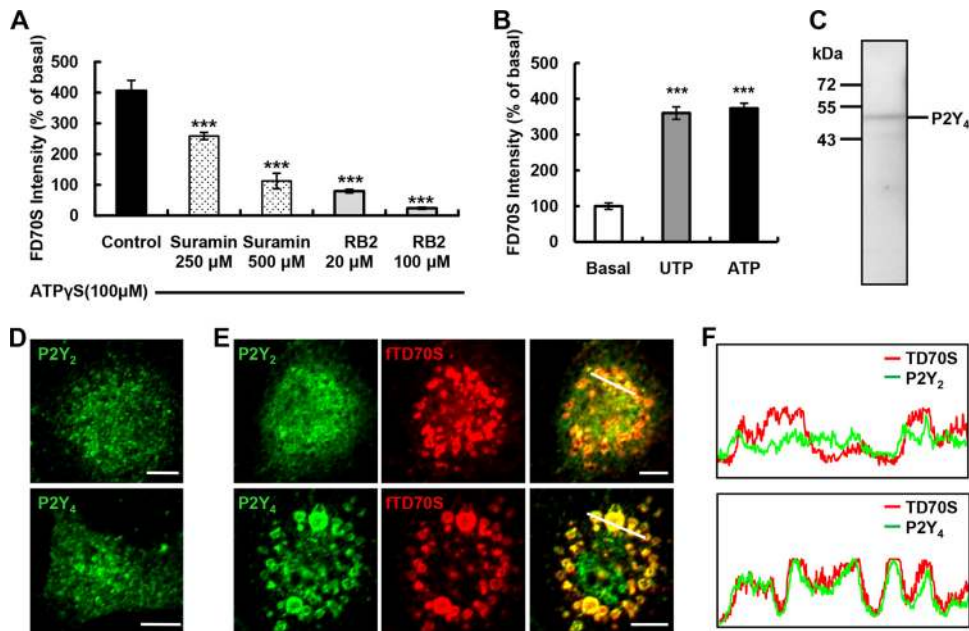 A
FD70S Intensity (% of basal)
500
400
300
200
100
0
***
***
***
***
Control
Suramin
250 μM
Suramin
500 μM
RB2
20 μM
RB2
100 μM
ATPγS(100μM)
B
FD70S Intensity (% of basal)
500
400
300
200
100
0
***
***
Basal
UTP
ATP
C
kDa
72
55
43
P2Y₄
D
P2Y₂
P2Y₄
E
P2Y₂
fTD70S
P2Y₄
fTD70S
F
TD70S
P2Y₂
TD70S
P2Y₄